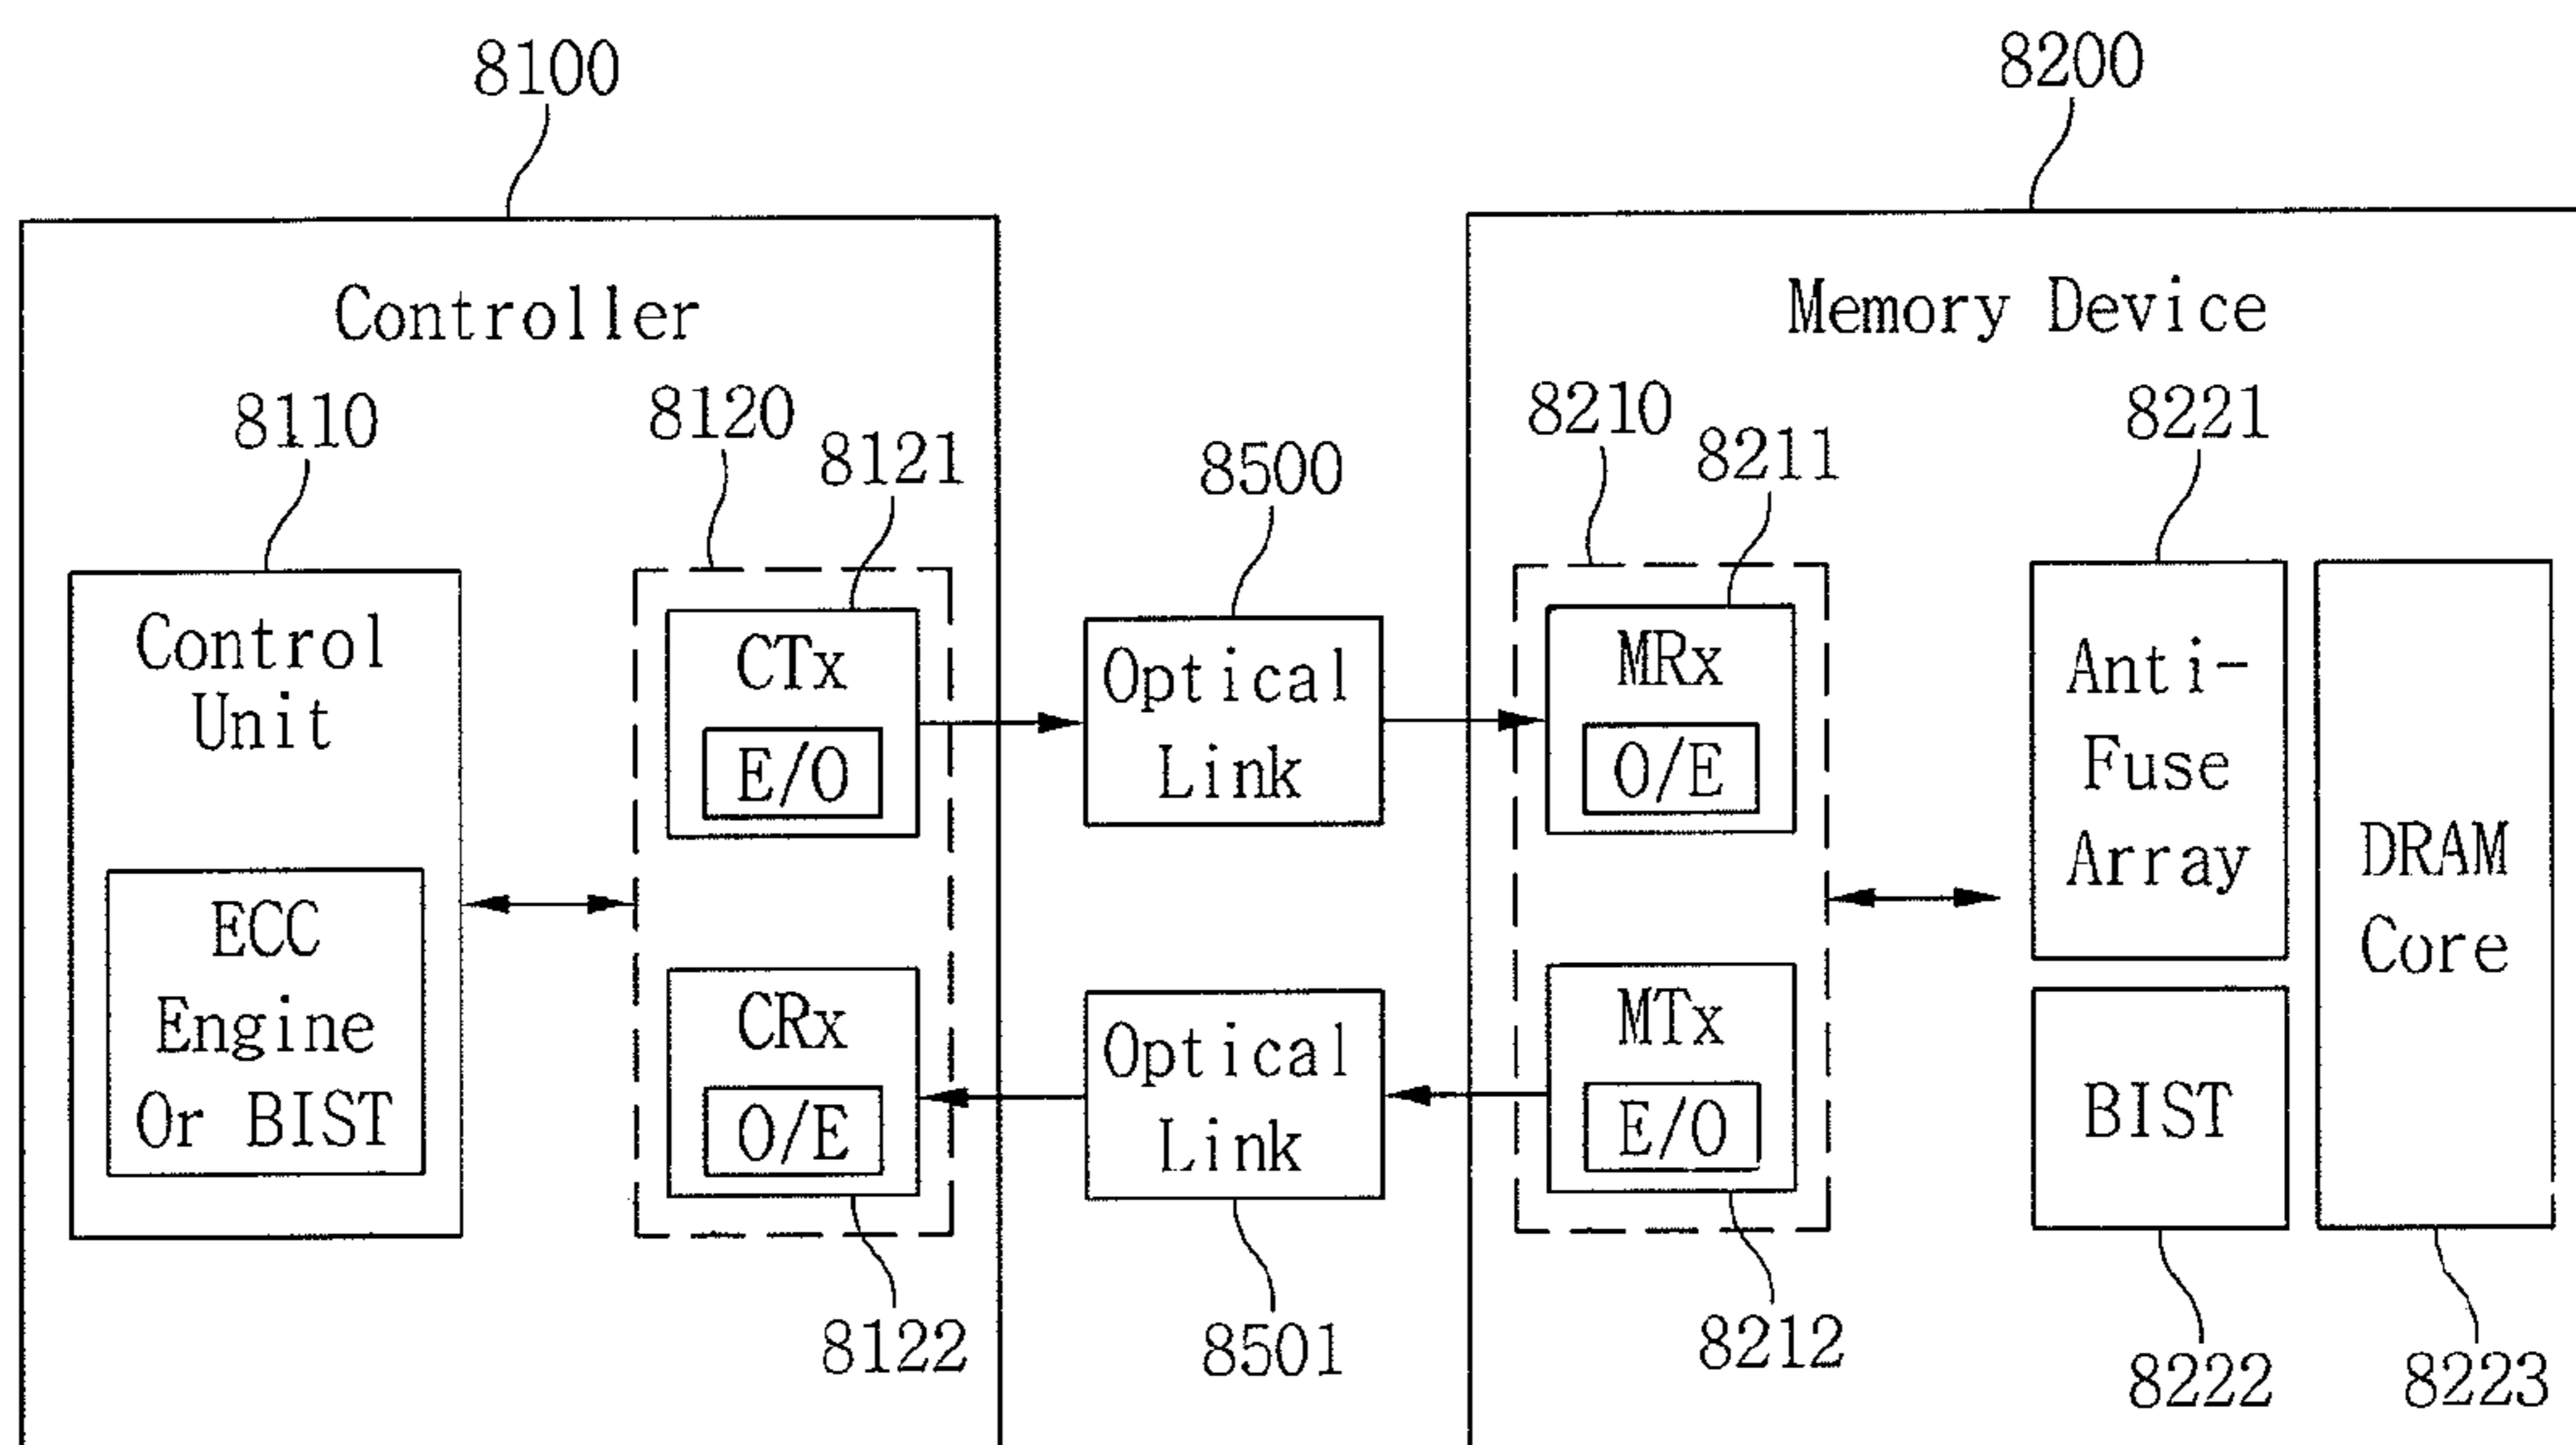 8100
8200
Controller
Memory Device
8110
8120
8121
8500
8210
8211
8221
Control
Unit
ECC
Engine
Or BIST
CTx
E/O
CRx
O/E
Optical
Link
Optical
Link
MRx
O/E
MTx
E/O
Anti-
Fuse
Array
BIST
DRAM
Core
8122
8501
8212
8222
8223